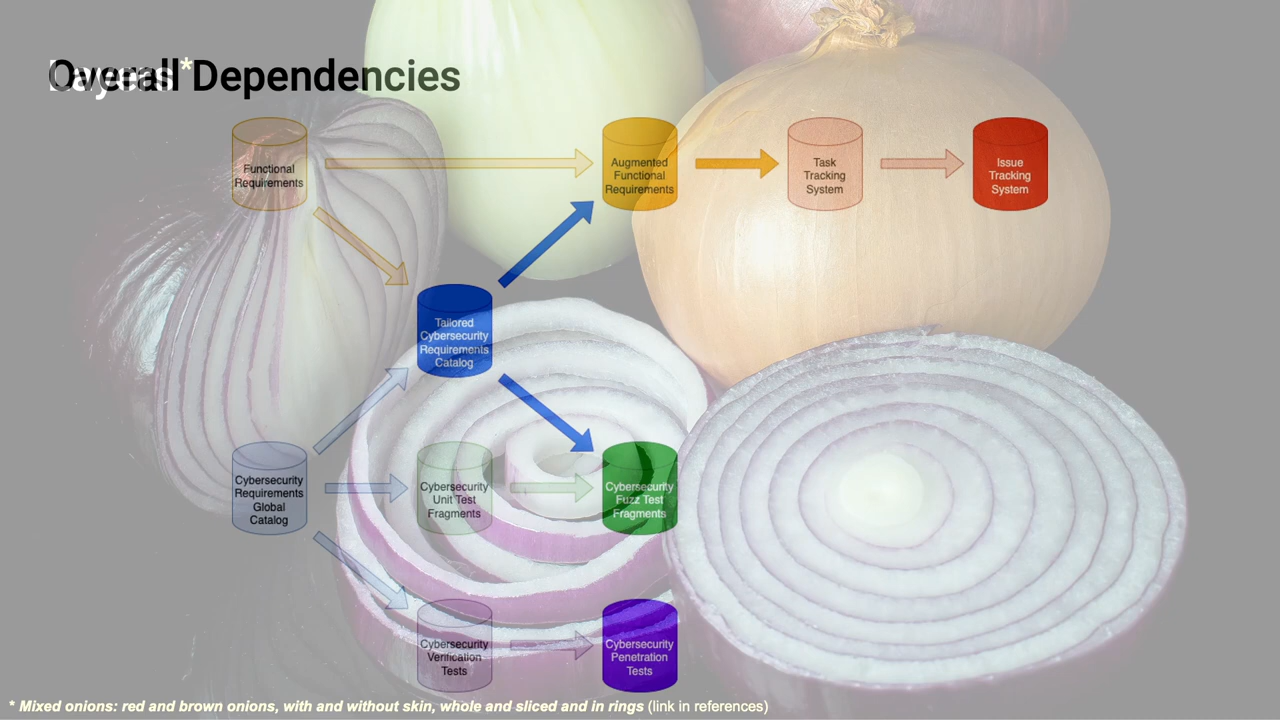 Layers*
Overall Dependencies
Functional
Requirements
Augmented
Functional
Requirements
Task
Tracking
System
Issue
Tracking
System
Tailored
Cybersecurity
Requirements
Catalog
Cybersecurity
Requirements
Global
Catalog
Cybersecurity
Unit Test
Fragments
Cybersecurity
Fuzz Test
Fragments
Cybersecurity
Verification
Tests
Cybersecurity
Penetration
Tests
* Mixed onions: red and brown onions, with and without skin, whole and sliced and in rings (link in references)